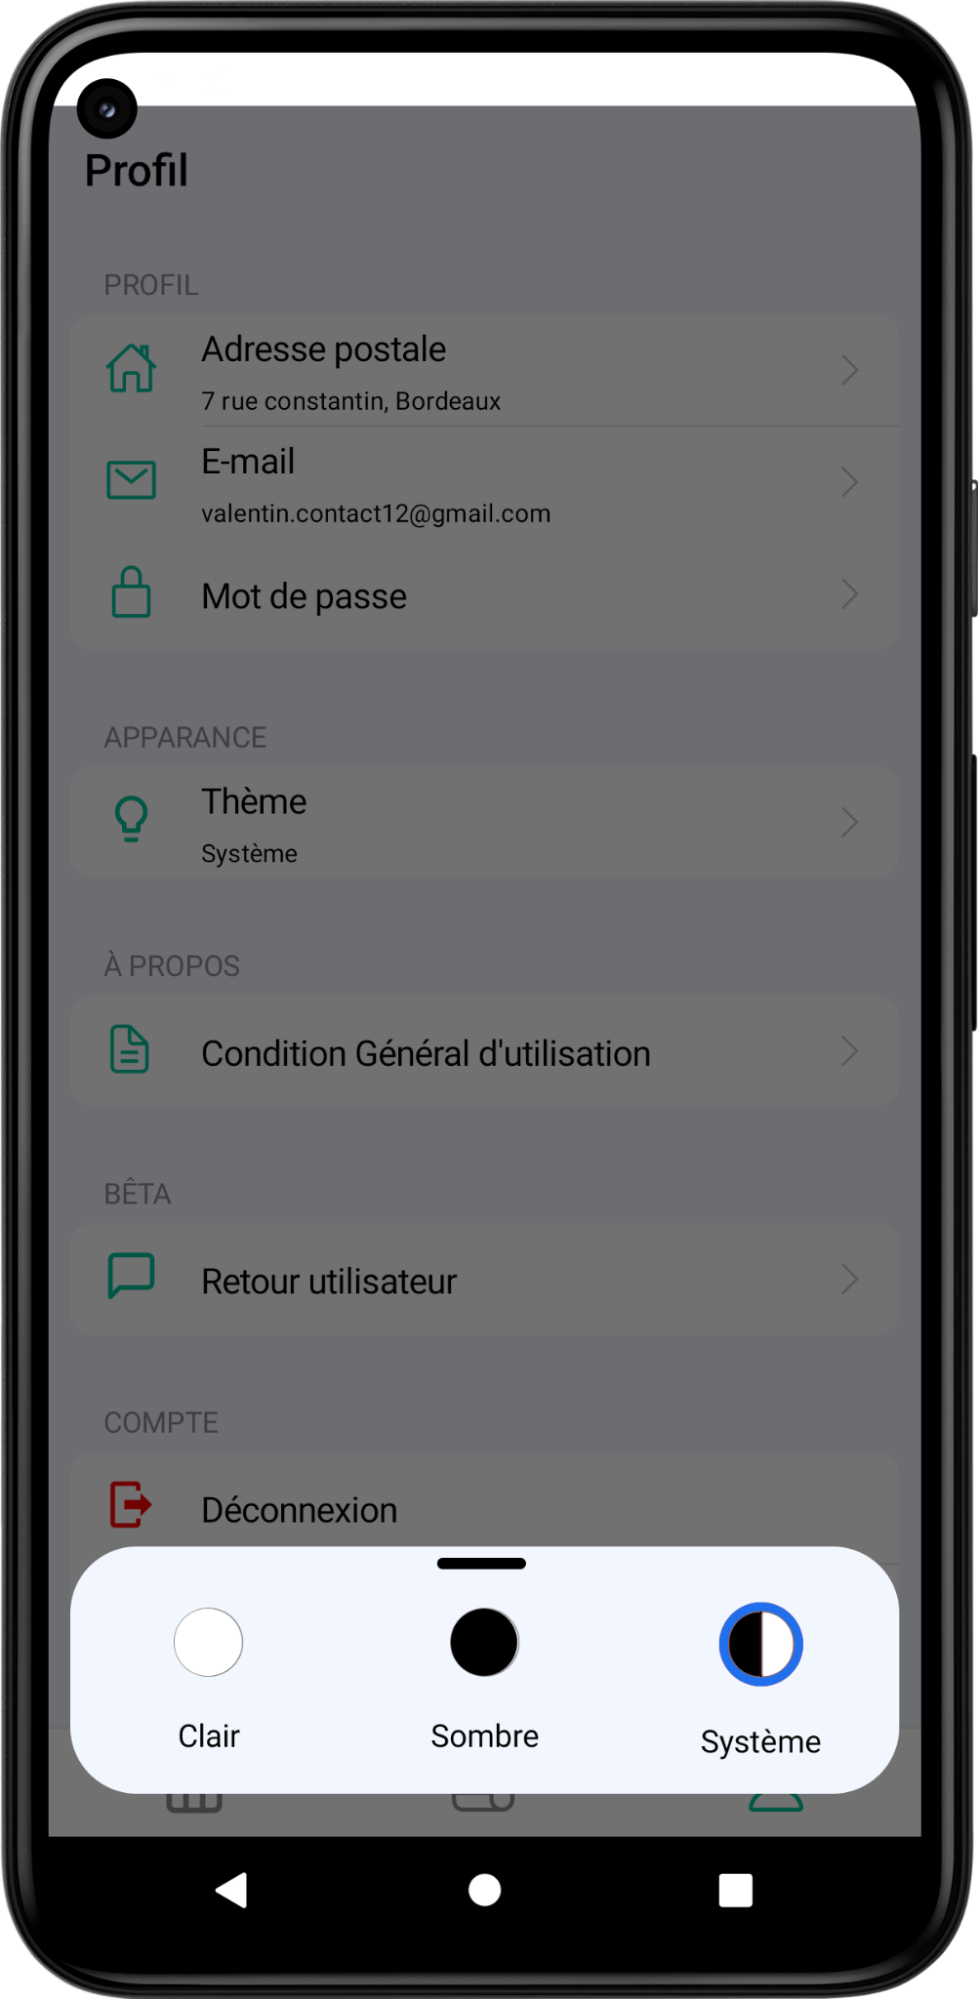 Profil
PROFIL
Adresse postale
7 rue constantin, Bordeaux
E-mail
valentin.contact12@gmail.com
Mot de passe
APPARANCE
Thème
Système
À PROPOS
Condition Général d'utilisation
BÊTA
Retour utilisateur
COMPTE
Déconnexion
Clair
Sombre
Système